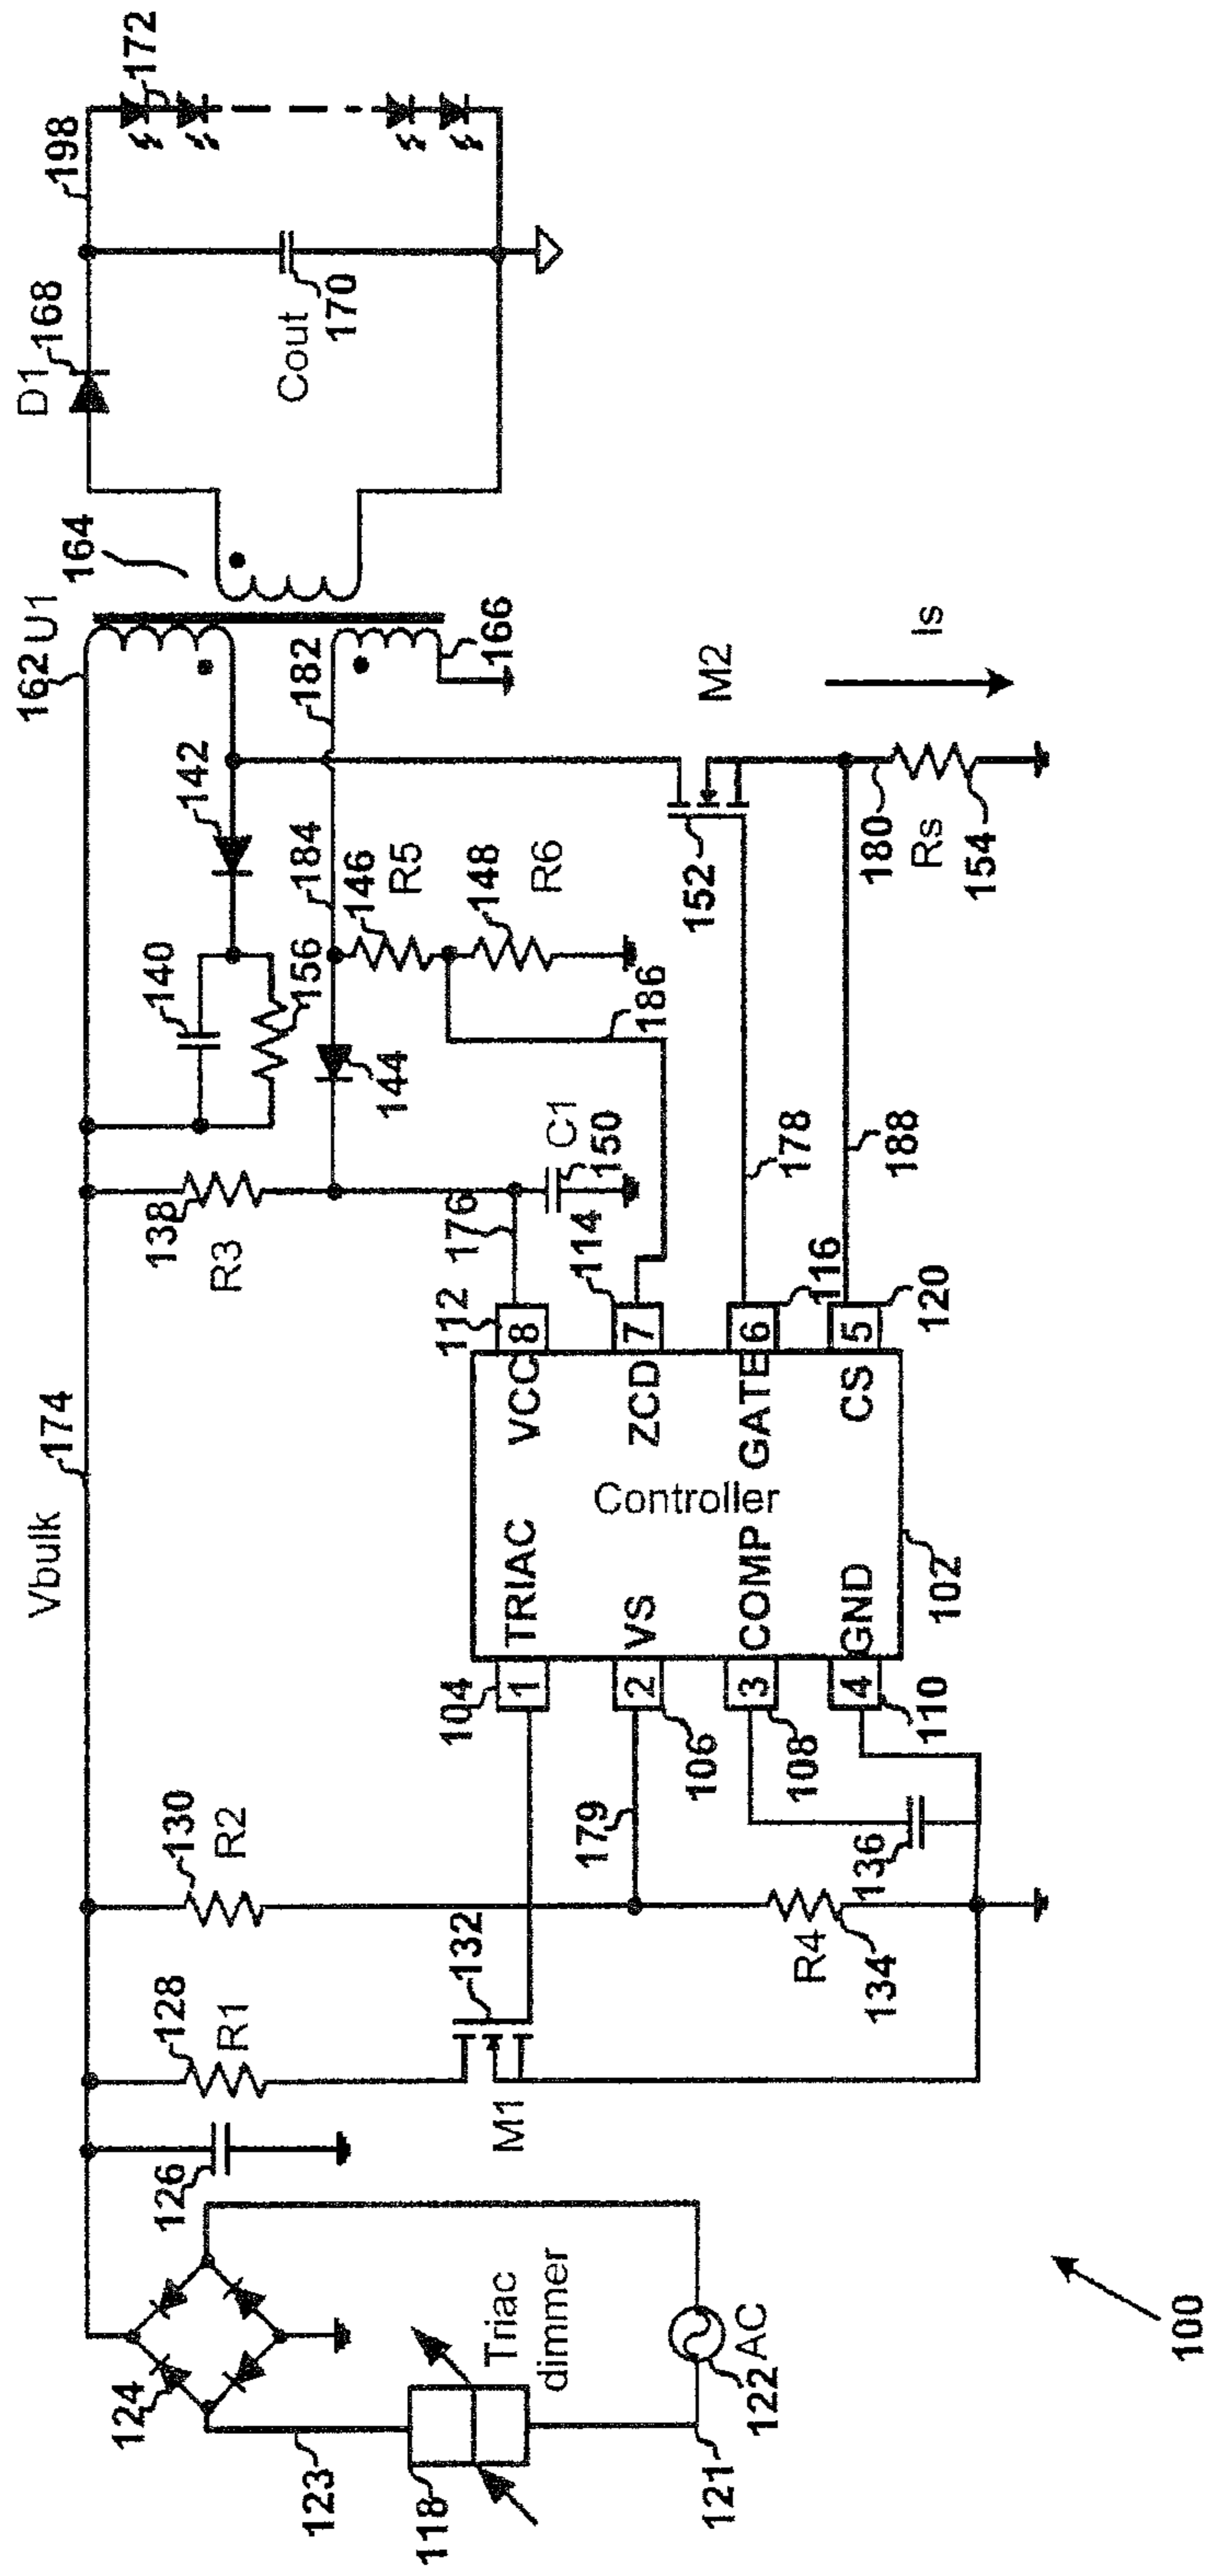 Vbulk
174
162
U1
164
D1
168
198
172
124
126
128
R1
130
R2
138
R3
140
142
156
182
184
166
Cout
170
123
118
Triac
dimmer
121
122
AC
M1
132
179
R4
134
136
104
106
108
110
1
2
3
4
TRIAC
VS
COMP
GND
Controller
102
VCC
ZCD
GATE
CS
8
7
6
5
112
114
116
120
176
C1
150
144
146
R5
148
R6
186
178
188
152
M2
180
Rs
154
Is
100